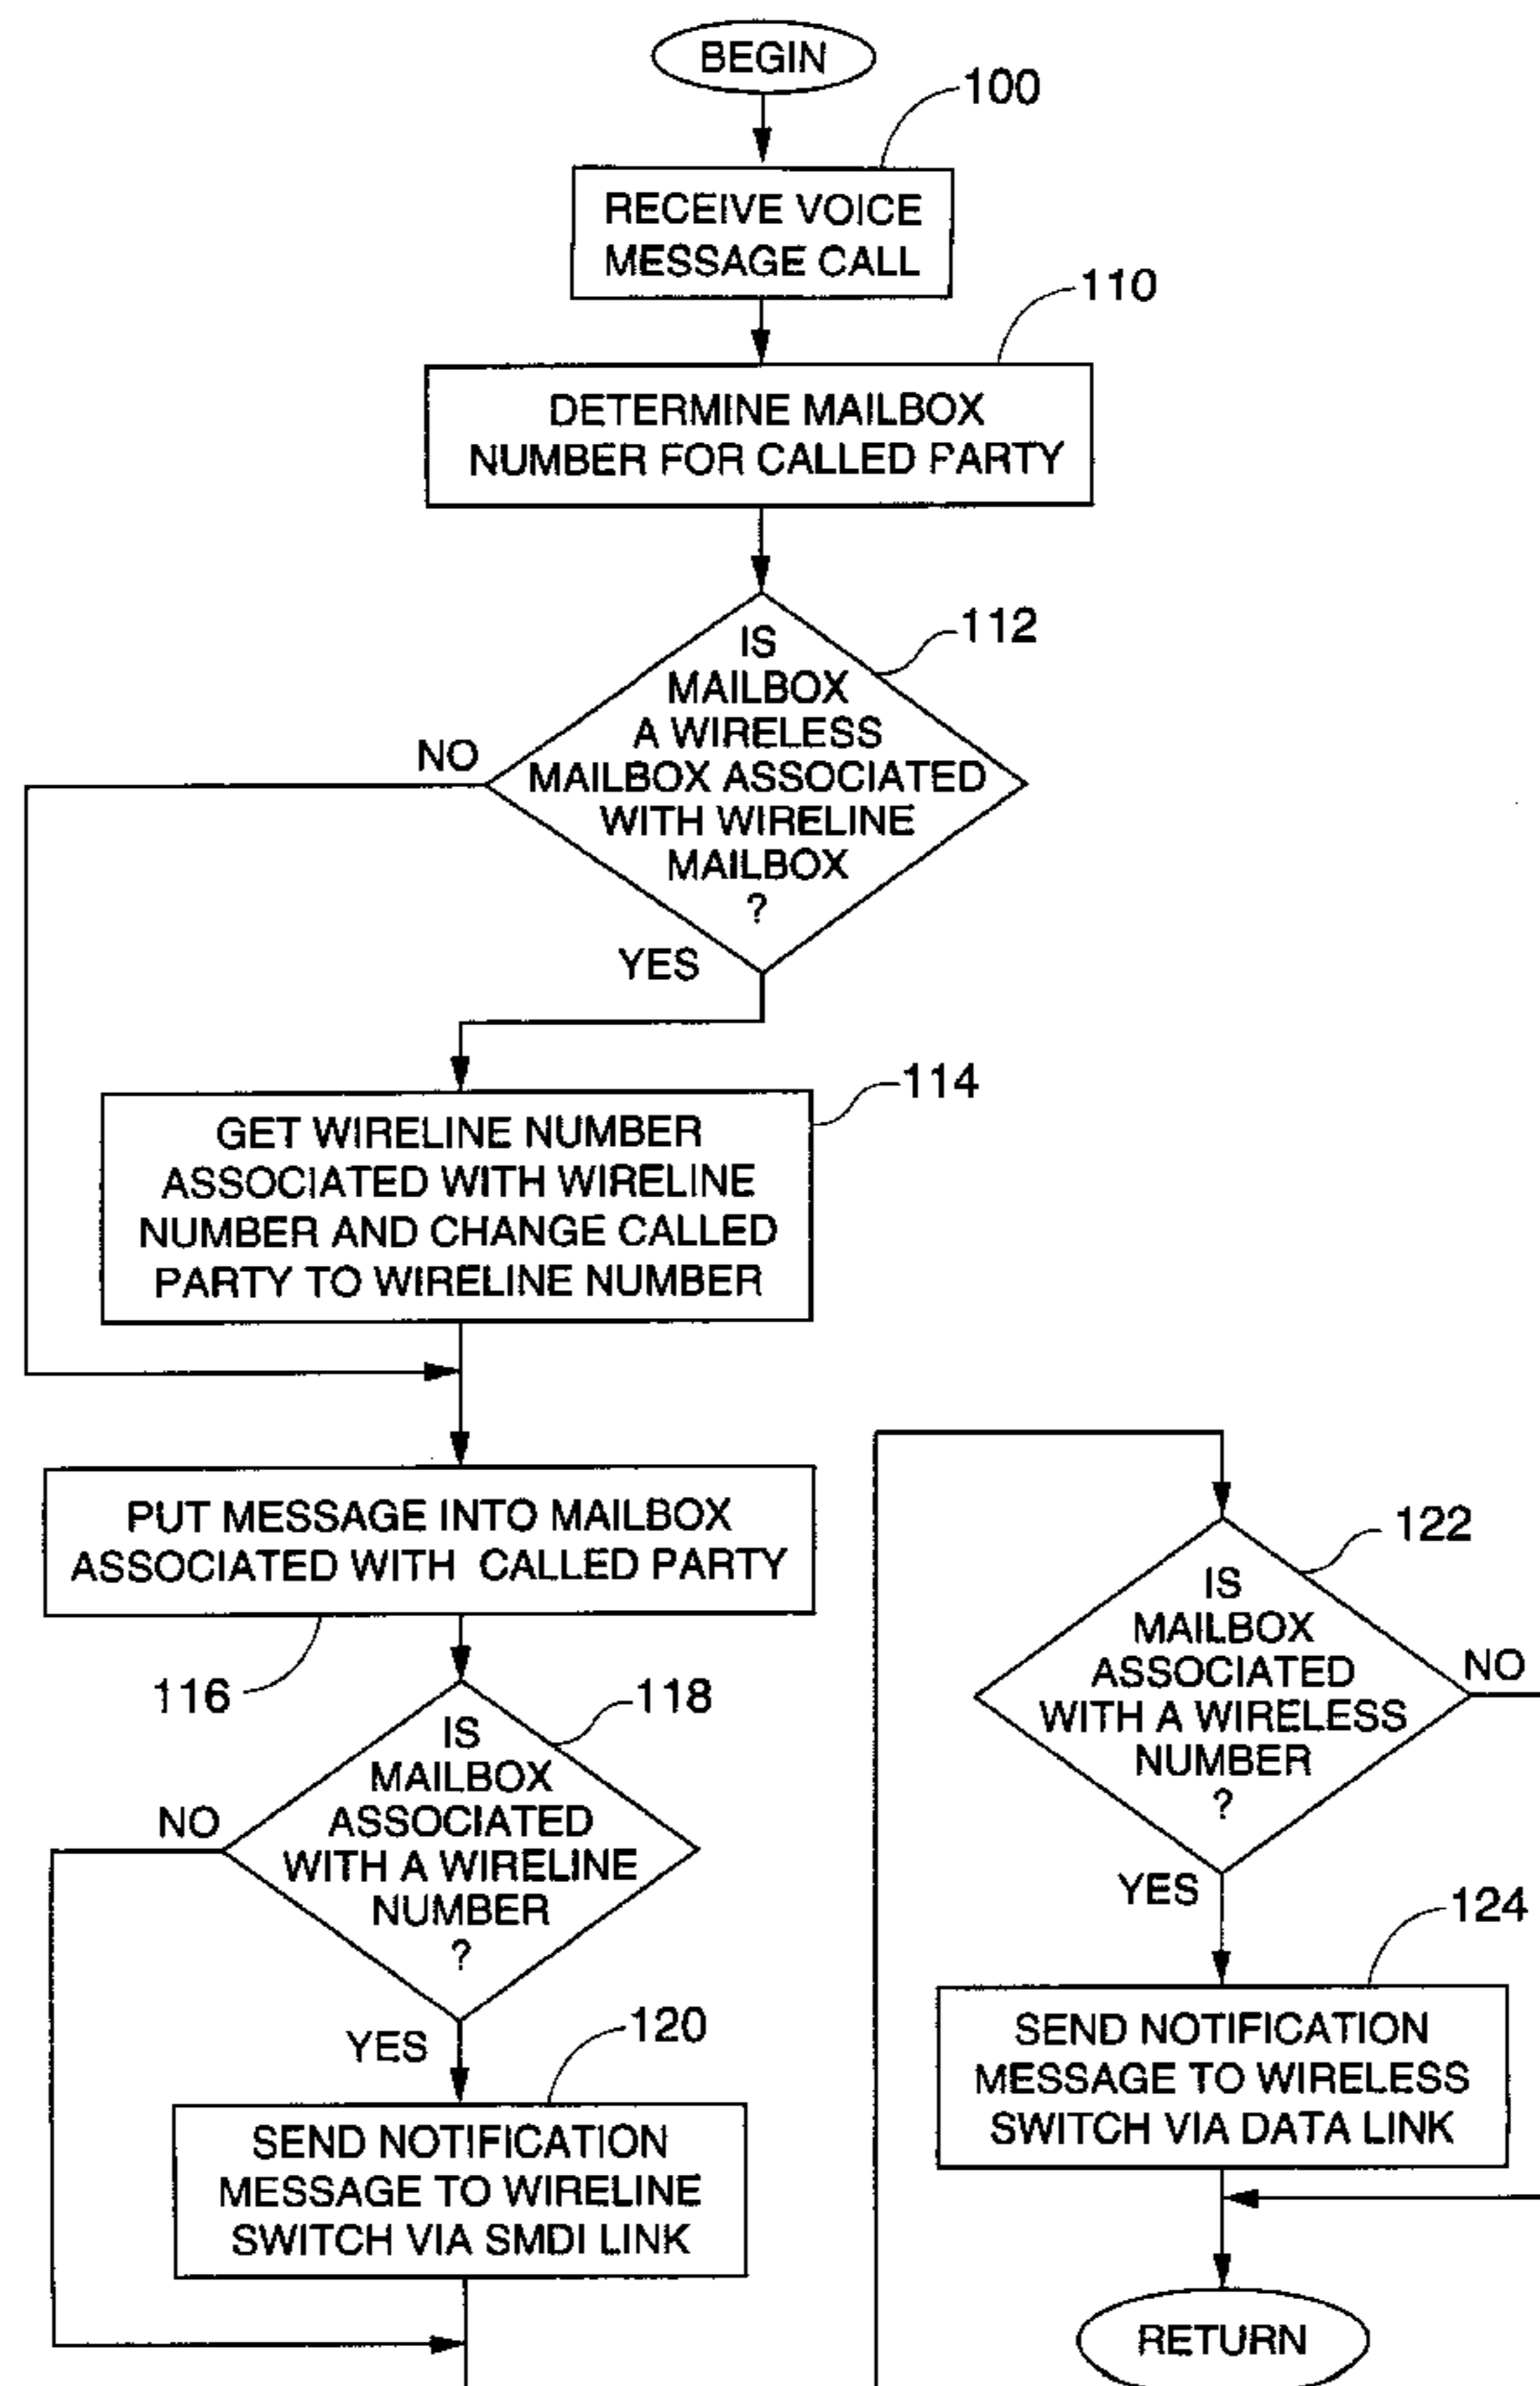 BEGIN
100
RECEIVE VOICE
MESSAGE CALL
110
DETERMINE MAILBOX
NUMBER FOR CALLED PARTY
112
IS
MAILBOX
A WIRELESS
MAILBOX ASSOCIATED
WITH WIRELINE
MAILBOX
?
NO
YES
114
GET WIRELINE NUMBER
ASSOCIATED WITH WIRELINE
NUMBER AND CHANGE CALLED
PARTY TO WIRELINE NUMBER
PUT MESSAGE INTO MAILBOX
ASSOCIATED WITH CALLED PARTY
116
118
IS
MAILBOX
ASSOCIATED
WITH A WIRELINE
NUMBER
?
NO
YES
120
SEND NOTIFICATION
MESSAGE TO WIRELINE
SWITCH VIA SMDI LINK
122
IS
MAILBOX
ASSOCIATED
WITH A WIRELESS
NUMBER
?
NO
YES
124
SEND NOTIFICATION
MESSAGE TO WIRELESS
SWITCH VIA DATA LINK
RETURN